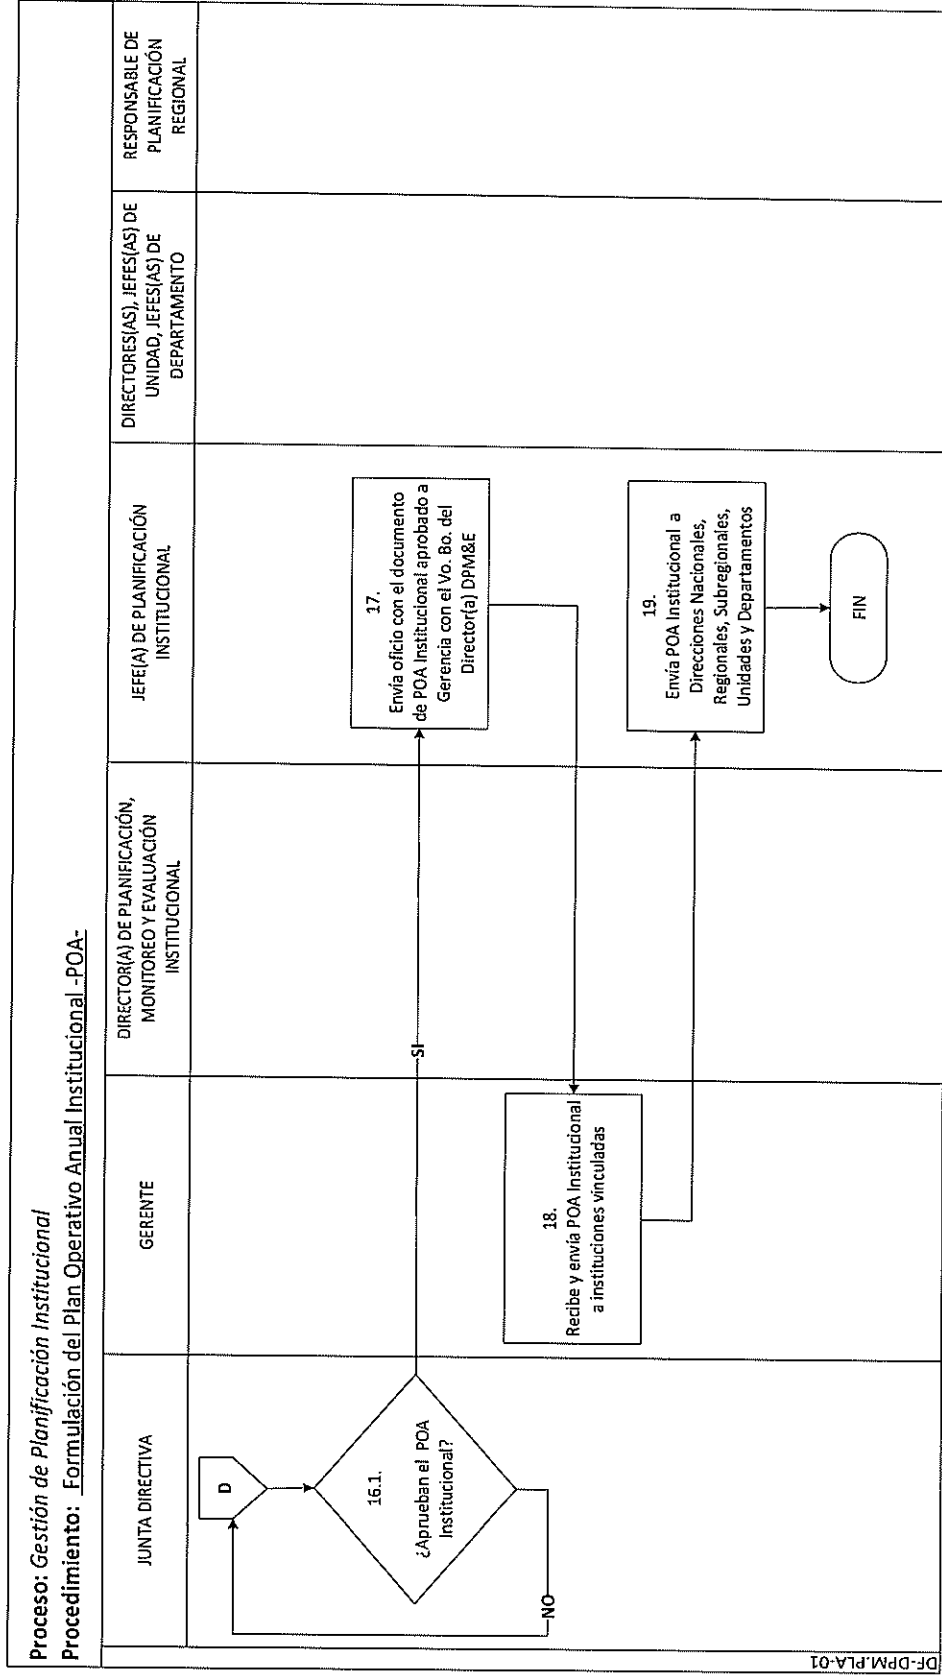 Proceso: Gestión de Planificación Institucional
Procedimiento: Formulación del Plan Operativo Anual Institucional -POA-
JUNTA DIRECTIVA
GERENTE
DIRECTOR(A) DE PLANIFICACIÓN,
MONITOREO Y EVALUACIÓN
INSTITUCIONAL
JEFE(A) DE PLANIFICACIÓN
INSTITUCIONAL
DIRECTORES(AS), JEFES(AS) DE
UNIDAD, JEFES(AS) DE
DEPARTAMENTO
RESPONSABLE DE
PLANIFICACIÓN
REGIONAL
D
16.1.
¿Aprueban el POA
Institucional?
NO
SI
17.
Envía oficio con el documento
de POA Institucional aprobado a
Gerencia con el Vo. Bo. del
Director(a) DPM&E
18.
Recibe y envía POA Institucional
a instituciones vinculadas
19.
Envía POA Institucional a
Direcciones Nacionales,
Regionales, Subregionales,
Unidades y Departamentos
FIN
DF-DPM.PLA-01